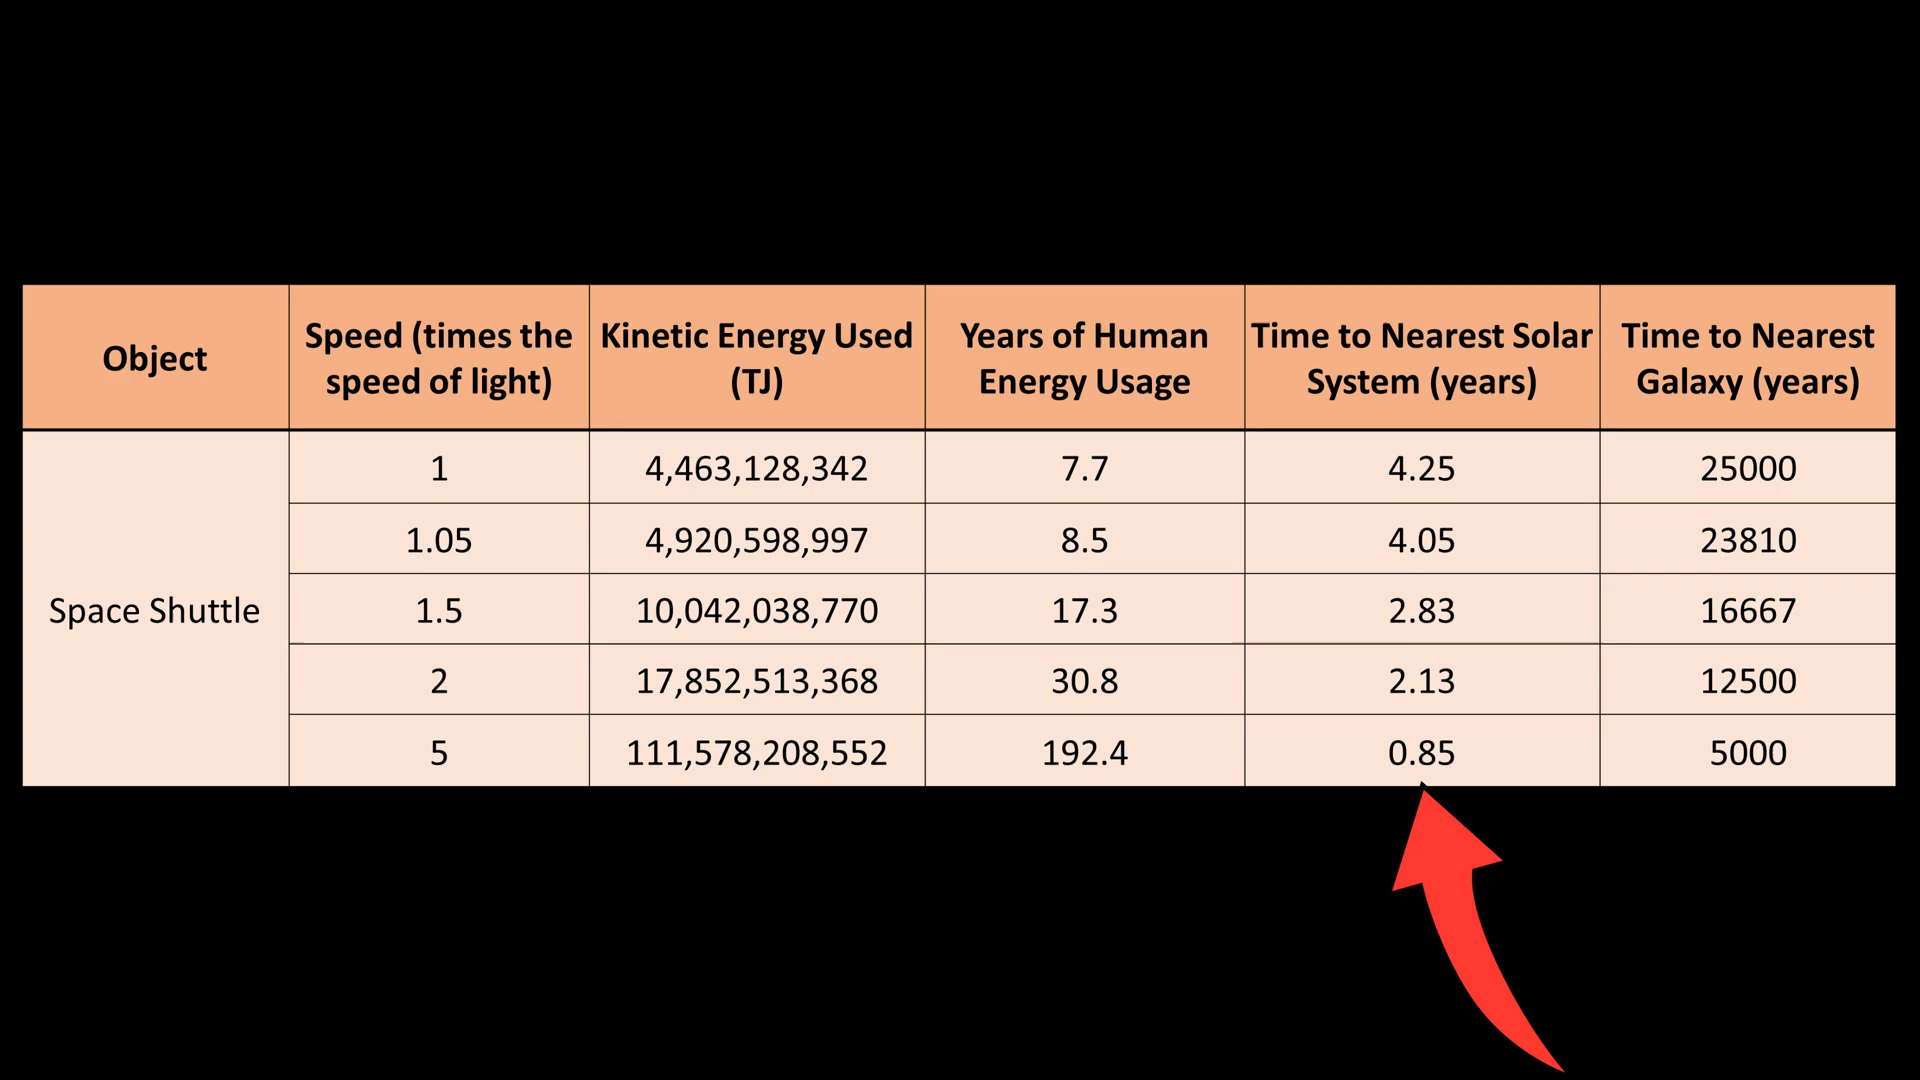 Object
Speed (times the
speed of light)
Kinetic Energy Used
(TJ)
Years of Human
Energy Usage
Time to Nearest Solar
System (years)
Time to Nearest
Galaxy (years)
Space Shuttle
1 4,463,128,342 7.7 4.25 25000
1.05 4,920,598,997 8.5 4.05 23810
1.5 10,042,038,770 17.3 2.83 16667
2 17,852,513,368 30.8 2.13 12500
5 111,578,208,552 192.4 0.85 5000